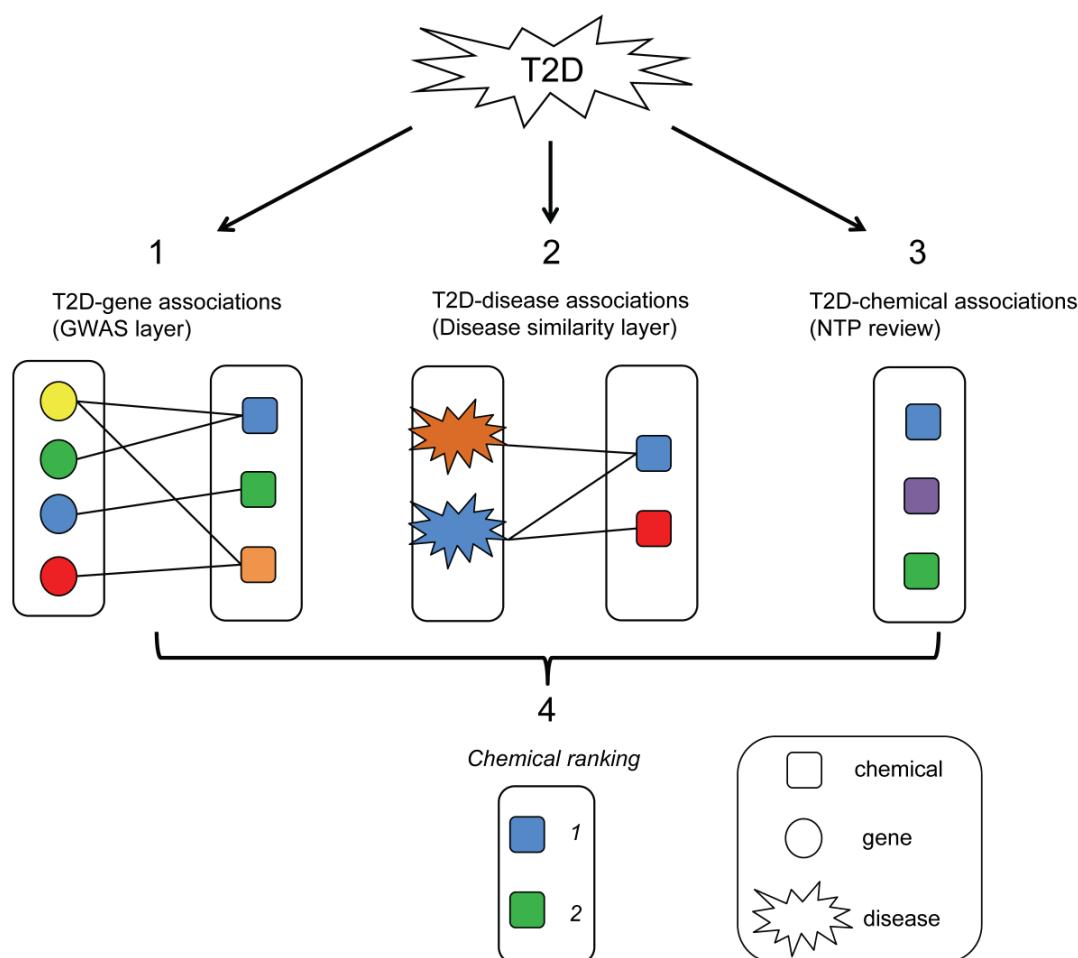 T2D
1
2
3
T2D-gene associations
(GWAS layer)
T2D-disease associations
(Disease similarity layer)
T2D-chemical associations
(NTP review)
4
Chemical ranking
1
2
chemical
gene
disease